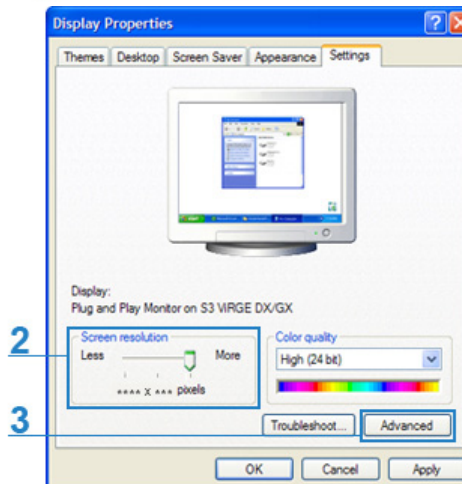 Display Properties
Themes Desktop Screen Saver Appearance Settings
Display:
Plug and Play Monitor on S3 ViRGE DX/GX
2
Screen resolution
Less More
**** X *** pixels
Color quality
High (24 bit)
3
Troubleshoot... Advanced
OK Cancel Apply